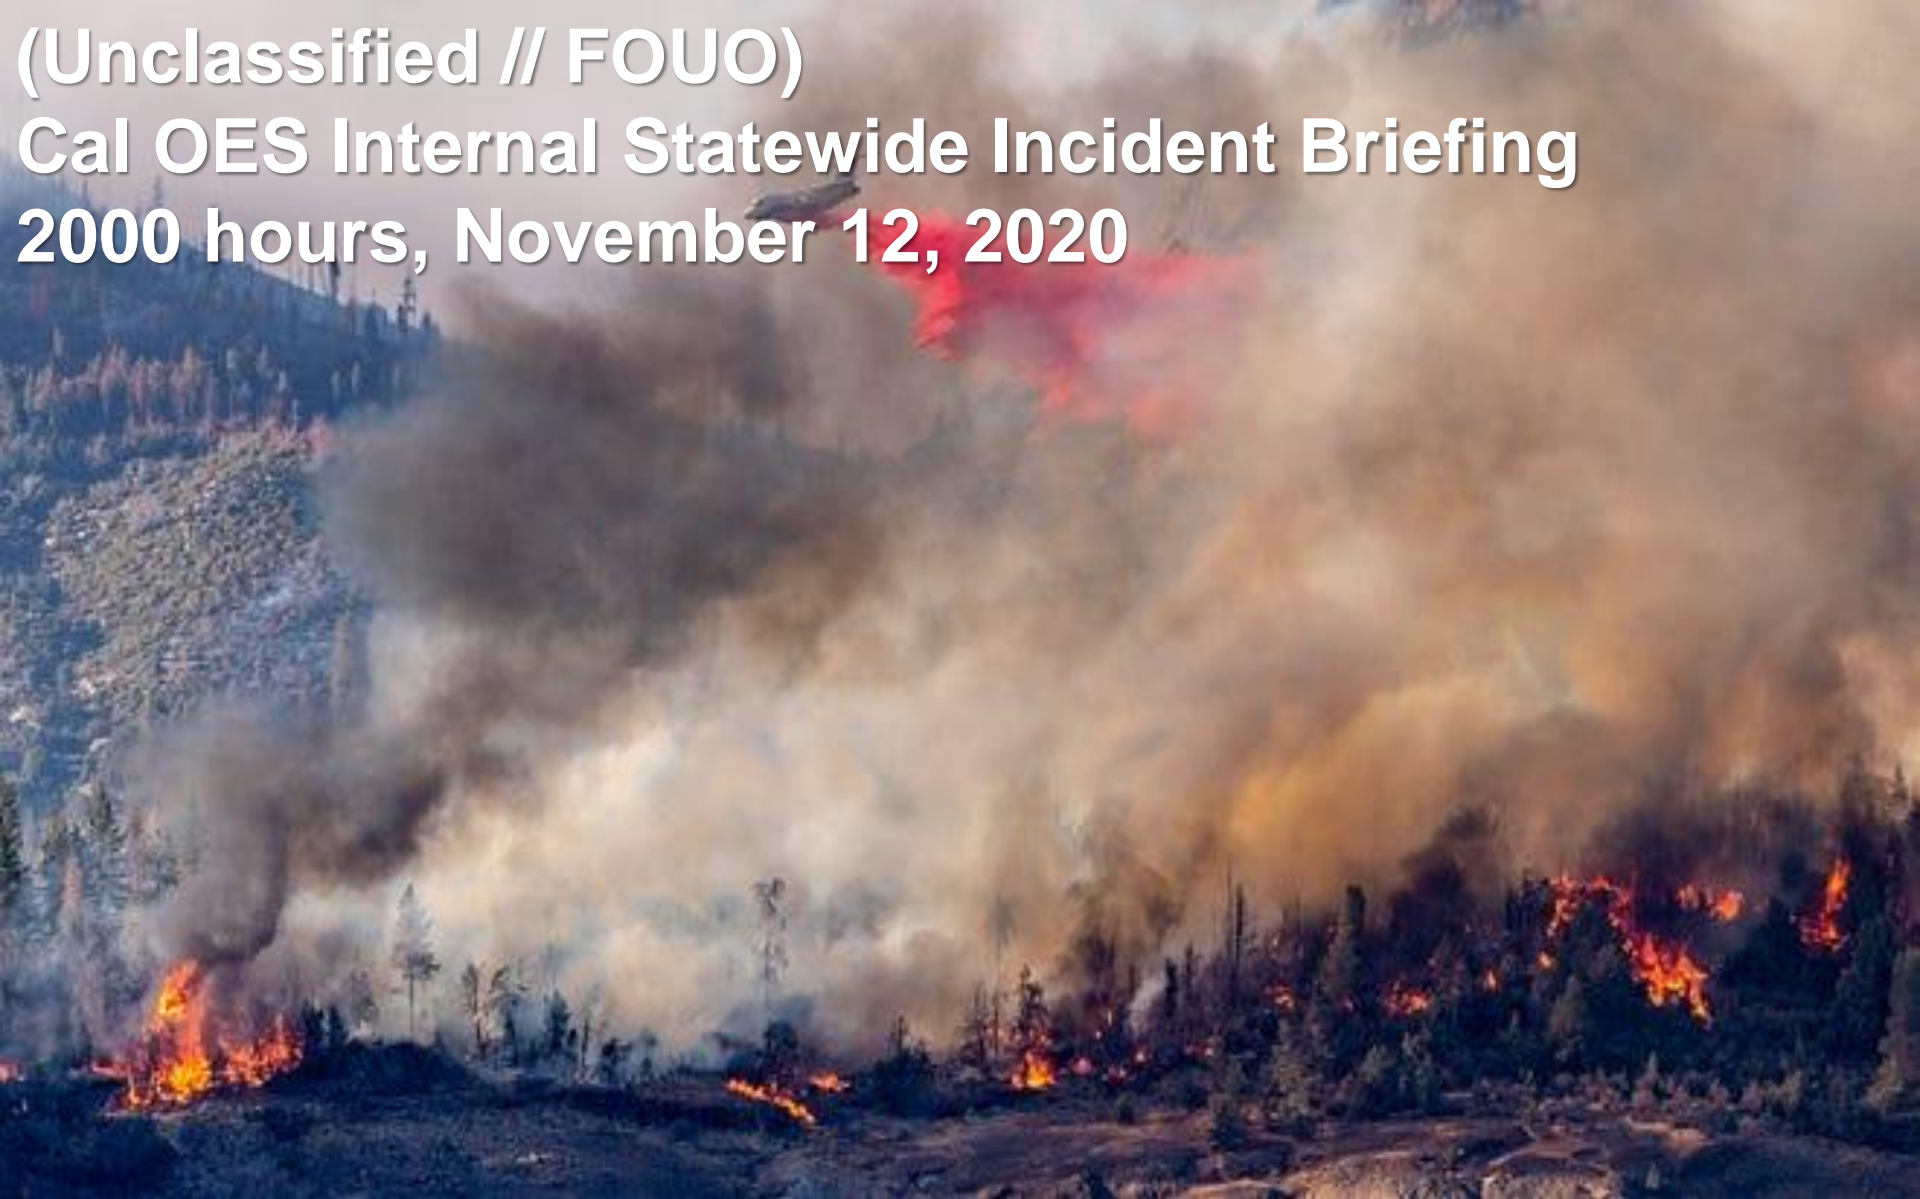 (Unclassified // FOUO)
Cal OES Internal Statewide Incident Briefing
2000 hours, November 12, 2020